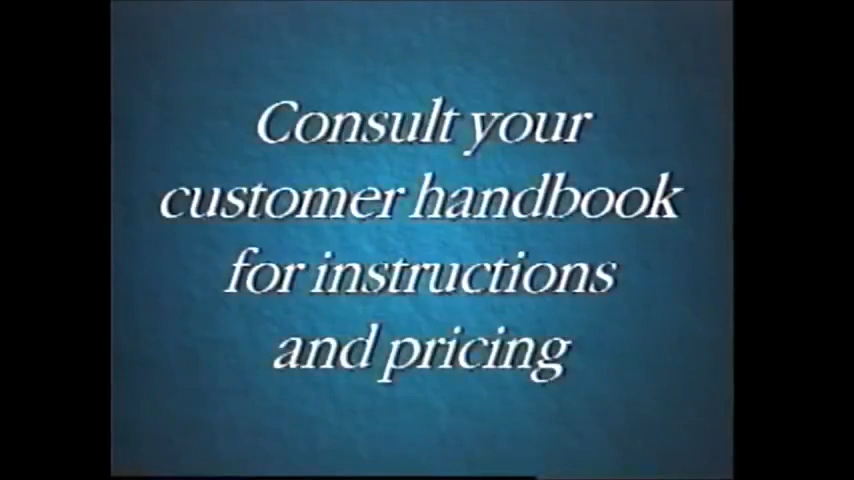 Consult your
customer handbook
for instructions
and pricing